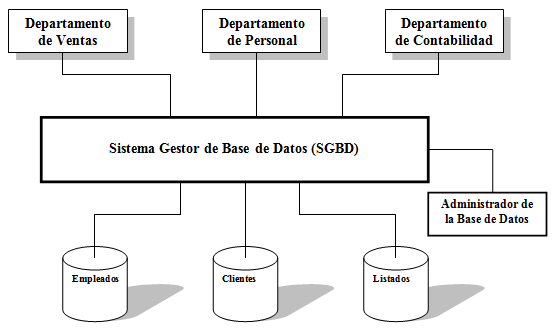 Departamento
de Ventas
Departamento
de Personal
Departamento
de Contabilidad
Sistema Gestor de Base de Datos (SGBD)
Administrador de
la Base de Datos
Empleados
Clientes
Listados